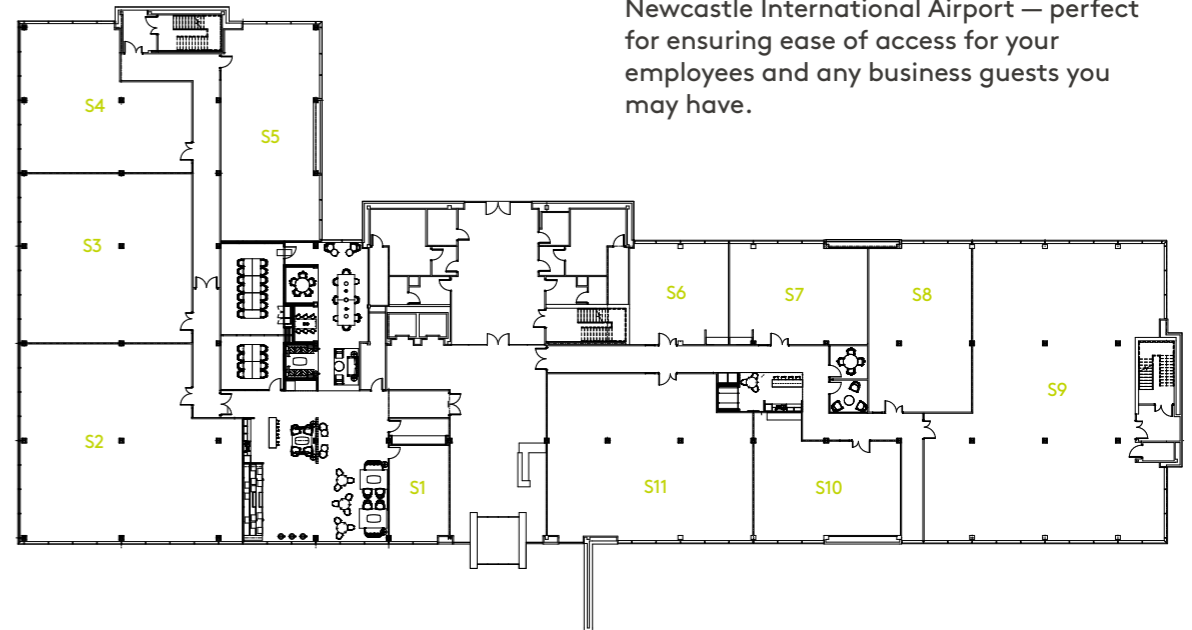 Newcastle International Airport — perfect
for ensuring ease of access for your
employees and any business guests you
may have.
S4
S5
S3
S6
S7
S8
S9
S2
S1
S11
S10